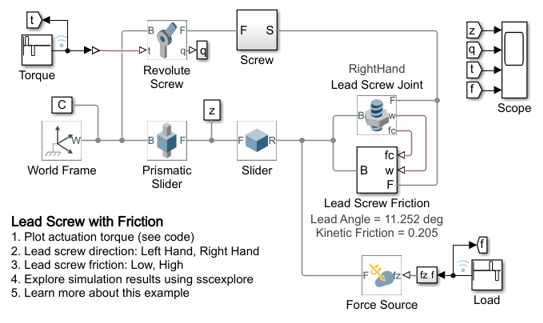 t
Torque
B
F
t
q
q
Revolute
Screw
F
S
Screw
z
q
t
f
Scope
RightHand
Lead Screw Joint
F
B
w
fc
C
W
World Frame
B
F
Prismatic
Slider
z
F
R
Slider
fc
w
B
F
Lead Screw Friction
Lead Angle = 11.252 deg
Kinetic Friction = 0.205
Lead Screw with Friction
1. Plot actuation torque (see code)
2. Lead screw direction: Left Hand, Right Hand
3. Lead screw friction: Low, High
4. Explore simulation results using sscexplore
5. Learn more about this example
f
F
fz
fz f
Force Source
Load